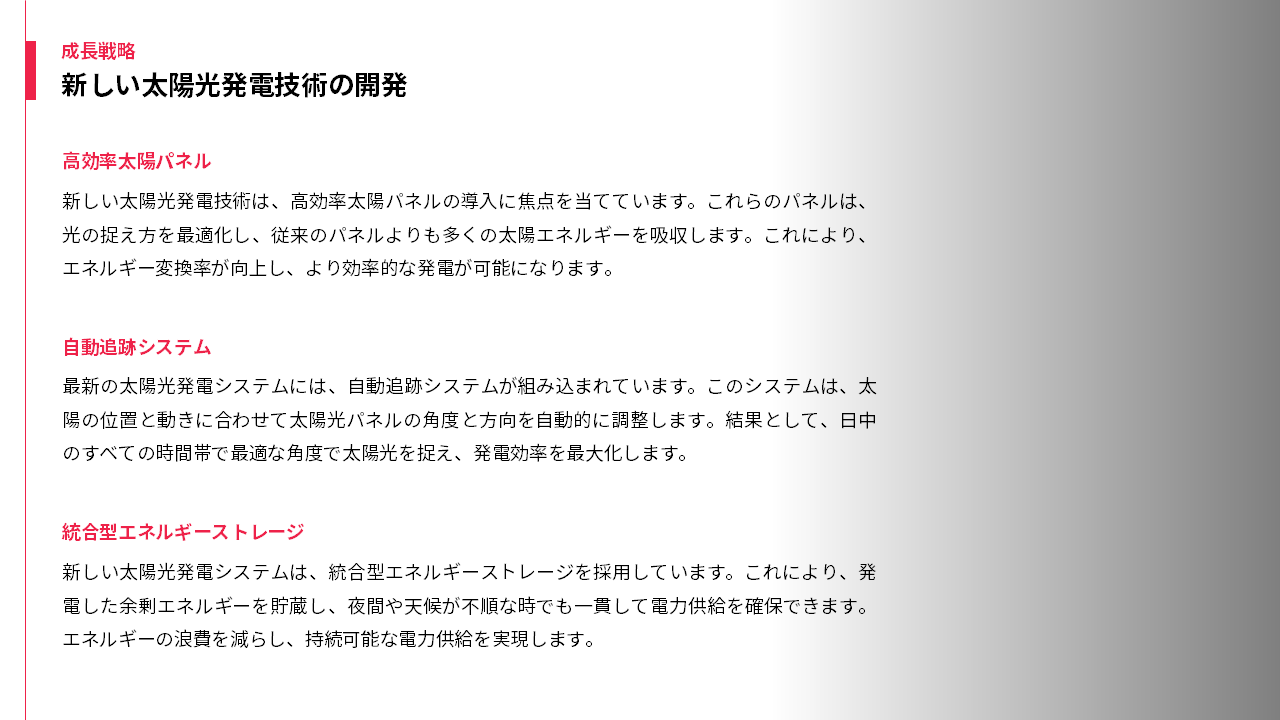 成長戦略
新しい太陽光発電技術の開発
高効率太陽パネル
新しい太陽光発電技術は、高効率太陽パネルの導入に焦点を当てています。これらのパネルは、
光の捉え方を最適化し、従来のパネルよりも多くの太陽エネルギーを吸収します。これにより、
エネルギー変換率が向上し、より効率的な発電が可能になります。
自動追跡システム
最新の太陽光発電システムには、自動追跡システムが組み込まれています。このシステムは、太
陽の位置と動きに合わせて太陽光パネルの角度と方向を自動的に調整します。結果として、日中
のすべての時間帯で最適な角度で太陽光を捉え、発電効率を最大化します。
統合型エネルギーストレージ
新しい太陽光発電システムは、統合型エネルギーストレージを採用しています。これにより、発
電した余剰エネルギーを貯蔵し、夜間や天候が不順な時でも一貫して電力供給を確保できます。
エネルギーの浪費を減らし、持続可能な電力供給を実現します。